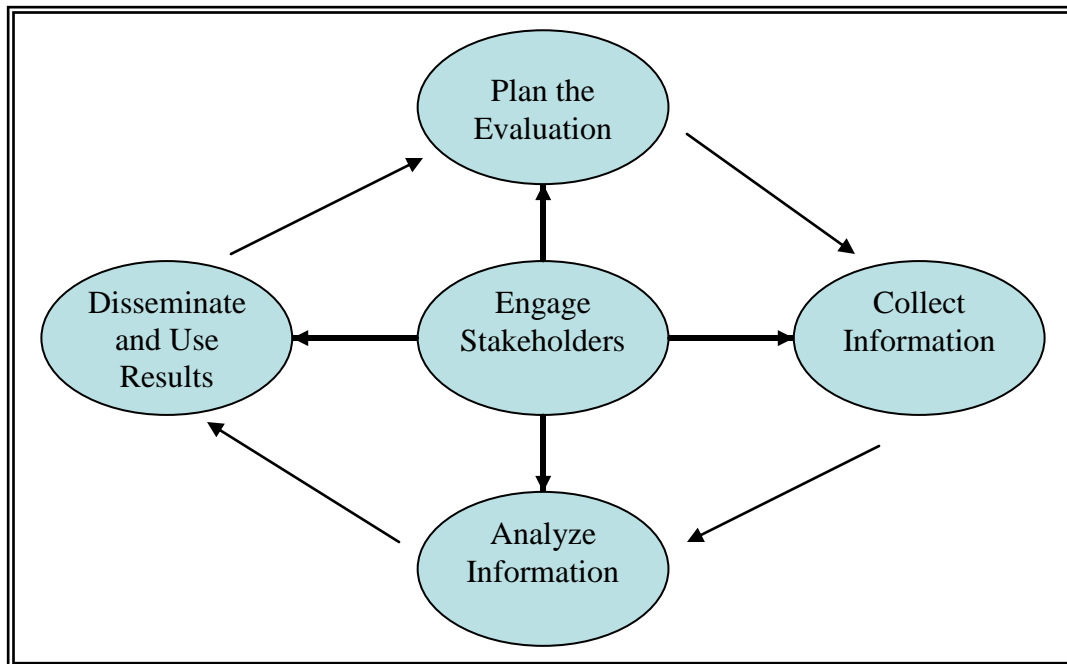 Plan the
Evaluation
Disseminate
and Use
Results
Engage
Stakeholders
Collect
Information
Analyze
Information